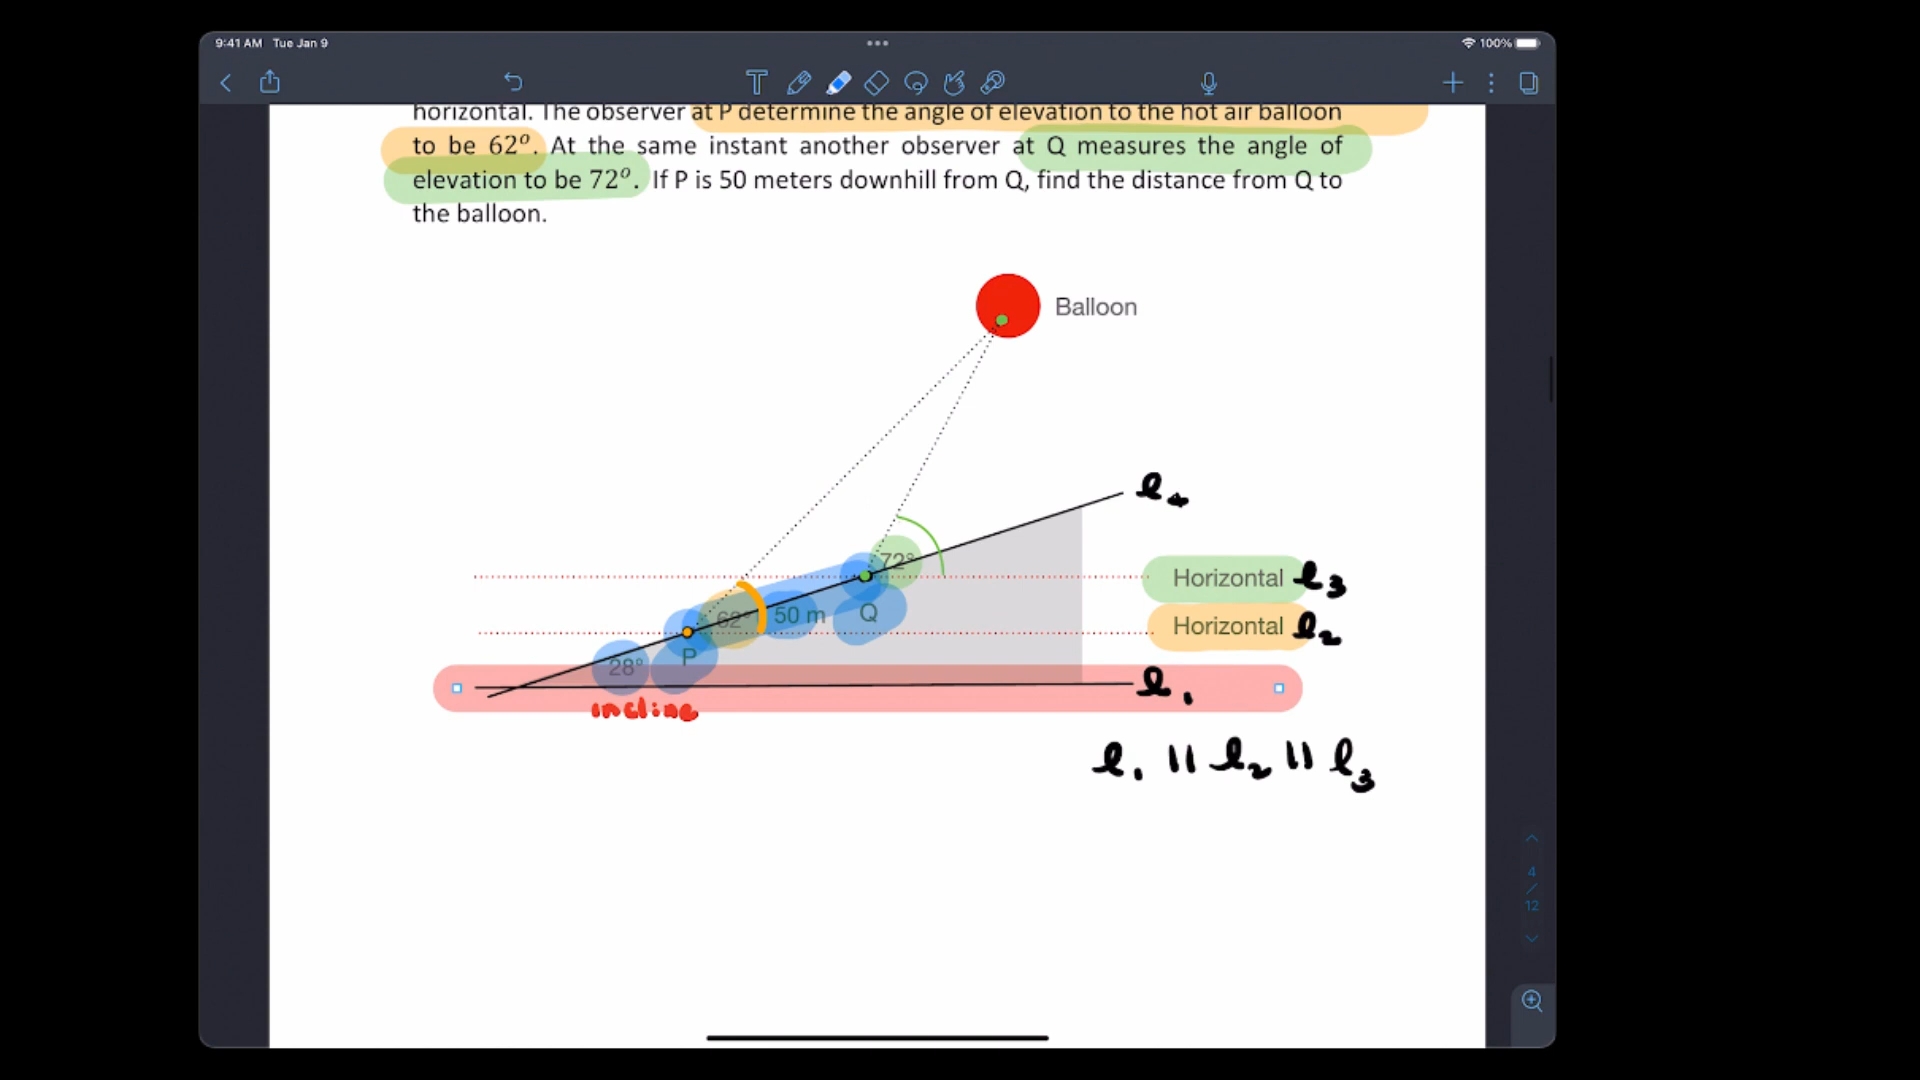 9:41 AM Tue Jan 9
100%
horizontal. The observer at P determine the angle of elevation to the hot air balloon
to be 62°. At the same instant another observer at Q measures the angle of
elevation to be 72°. If P is 50 meters downhill from Q, find the distance from Q to
the balloon.
Balloon
l4
72°
Horizontal l3
62° 50 m Q
Horizontal l2
P
28°
l1
incline
l1 || l2 || l3
4
/
12